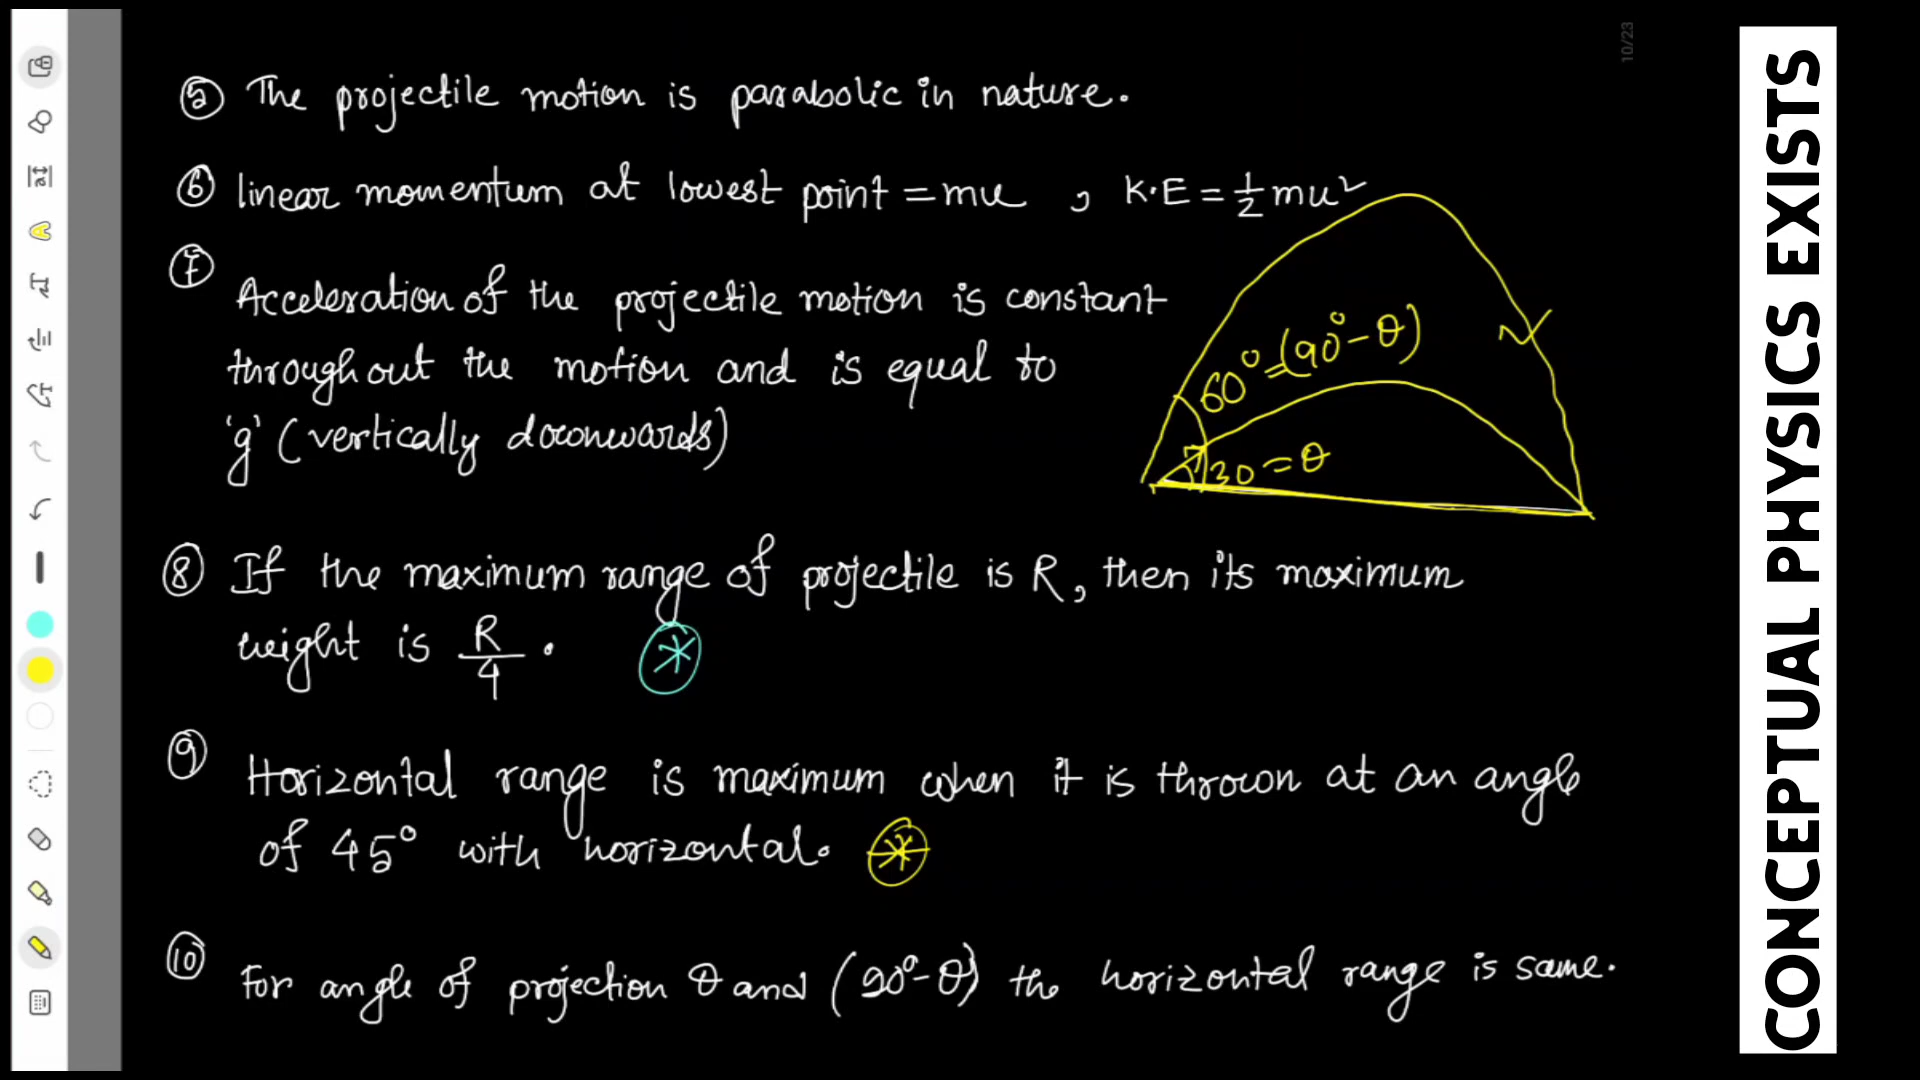 10/23
⑤ The projectile motion is parabolic in nature.
⑥ linear momentum at lowest point = mu , K.E = 1/2 mu²
⑦ Acceleration of the projectile motion is constant
throughout the motion and is equal to
'g' (vertically downwards)
60° = (90° - θ)
30 = θ
⑧ If the maximum range of projectile is R, then its maximum
height is R/4 .
⑨ Horizontal range is maximum when it is thrown at an angle
of 45° with horizontal.
⑩ For angle of projection θ and (90° - θ) the horizontal range is same.
CONCEPTUAL PHYSICS EXISTS